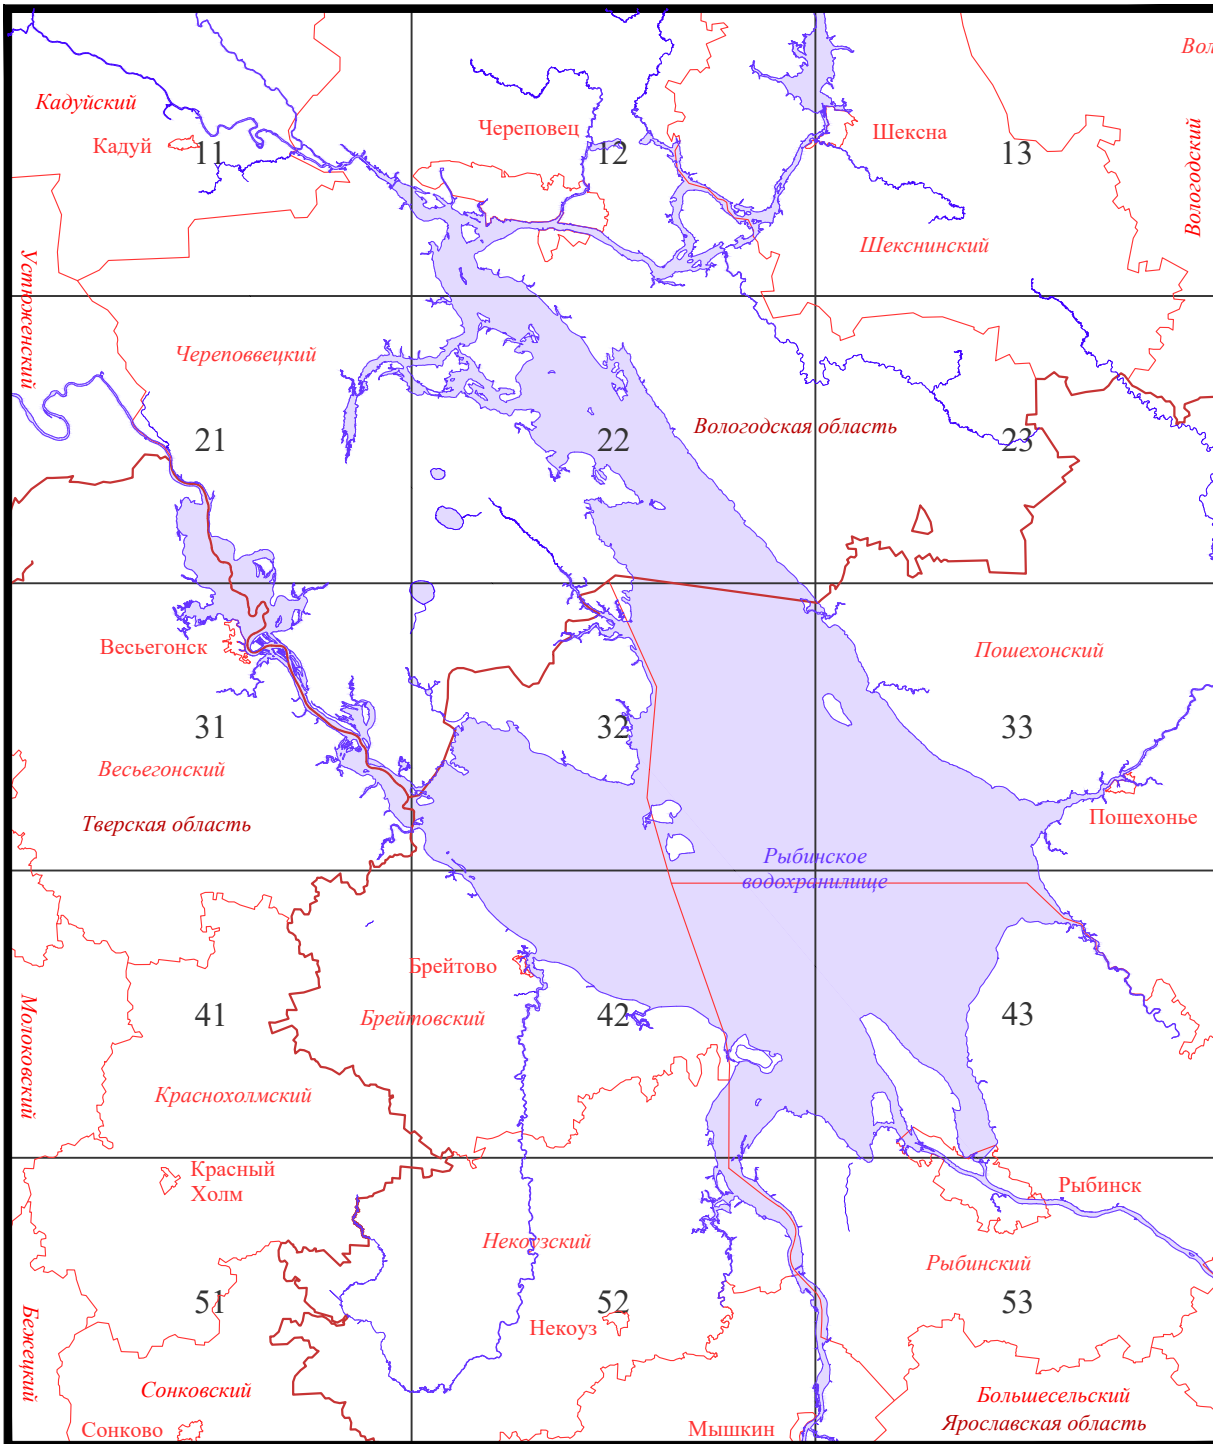 Вол
Кадуйский
Кадуй
11
Череповец
12
Шексна
13
Вологодский
Шекснинский
Устюженский
Череповвецкий
21
22
Вологодская область
23
Весьегонск
31
Весьегонский
Тверская область
32
Пошехонский
33
Пошехонье
Рыбинское
водохранилище
Молоковский
41
Краснохолмский
Брейтово
Брейтовский
42
43
Красный
Холм
Рыбинск
Некоузский
Рыбинский
Бежецкий
51
52
Некоуз
53
Сонковский
Сонково
Мышкин
Большесельский
Ярославская область